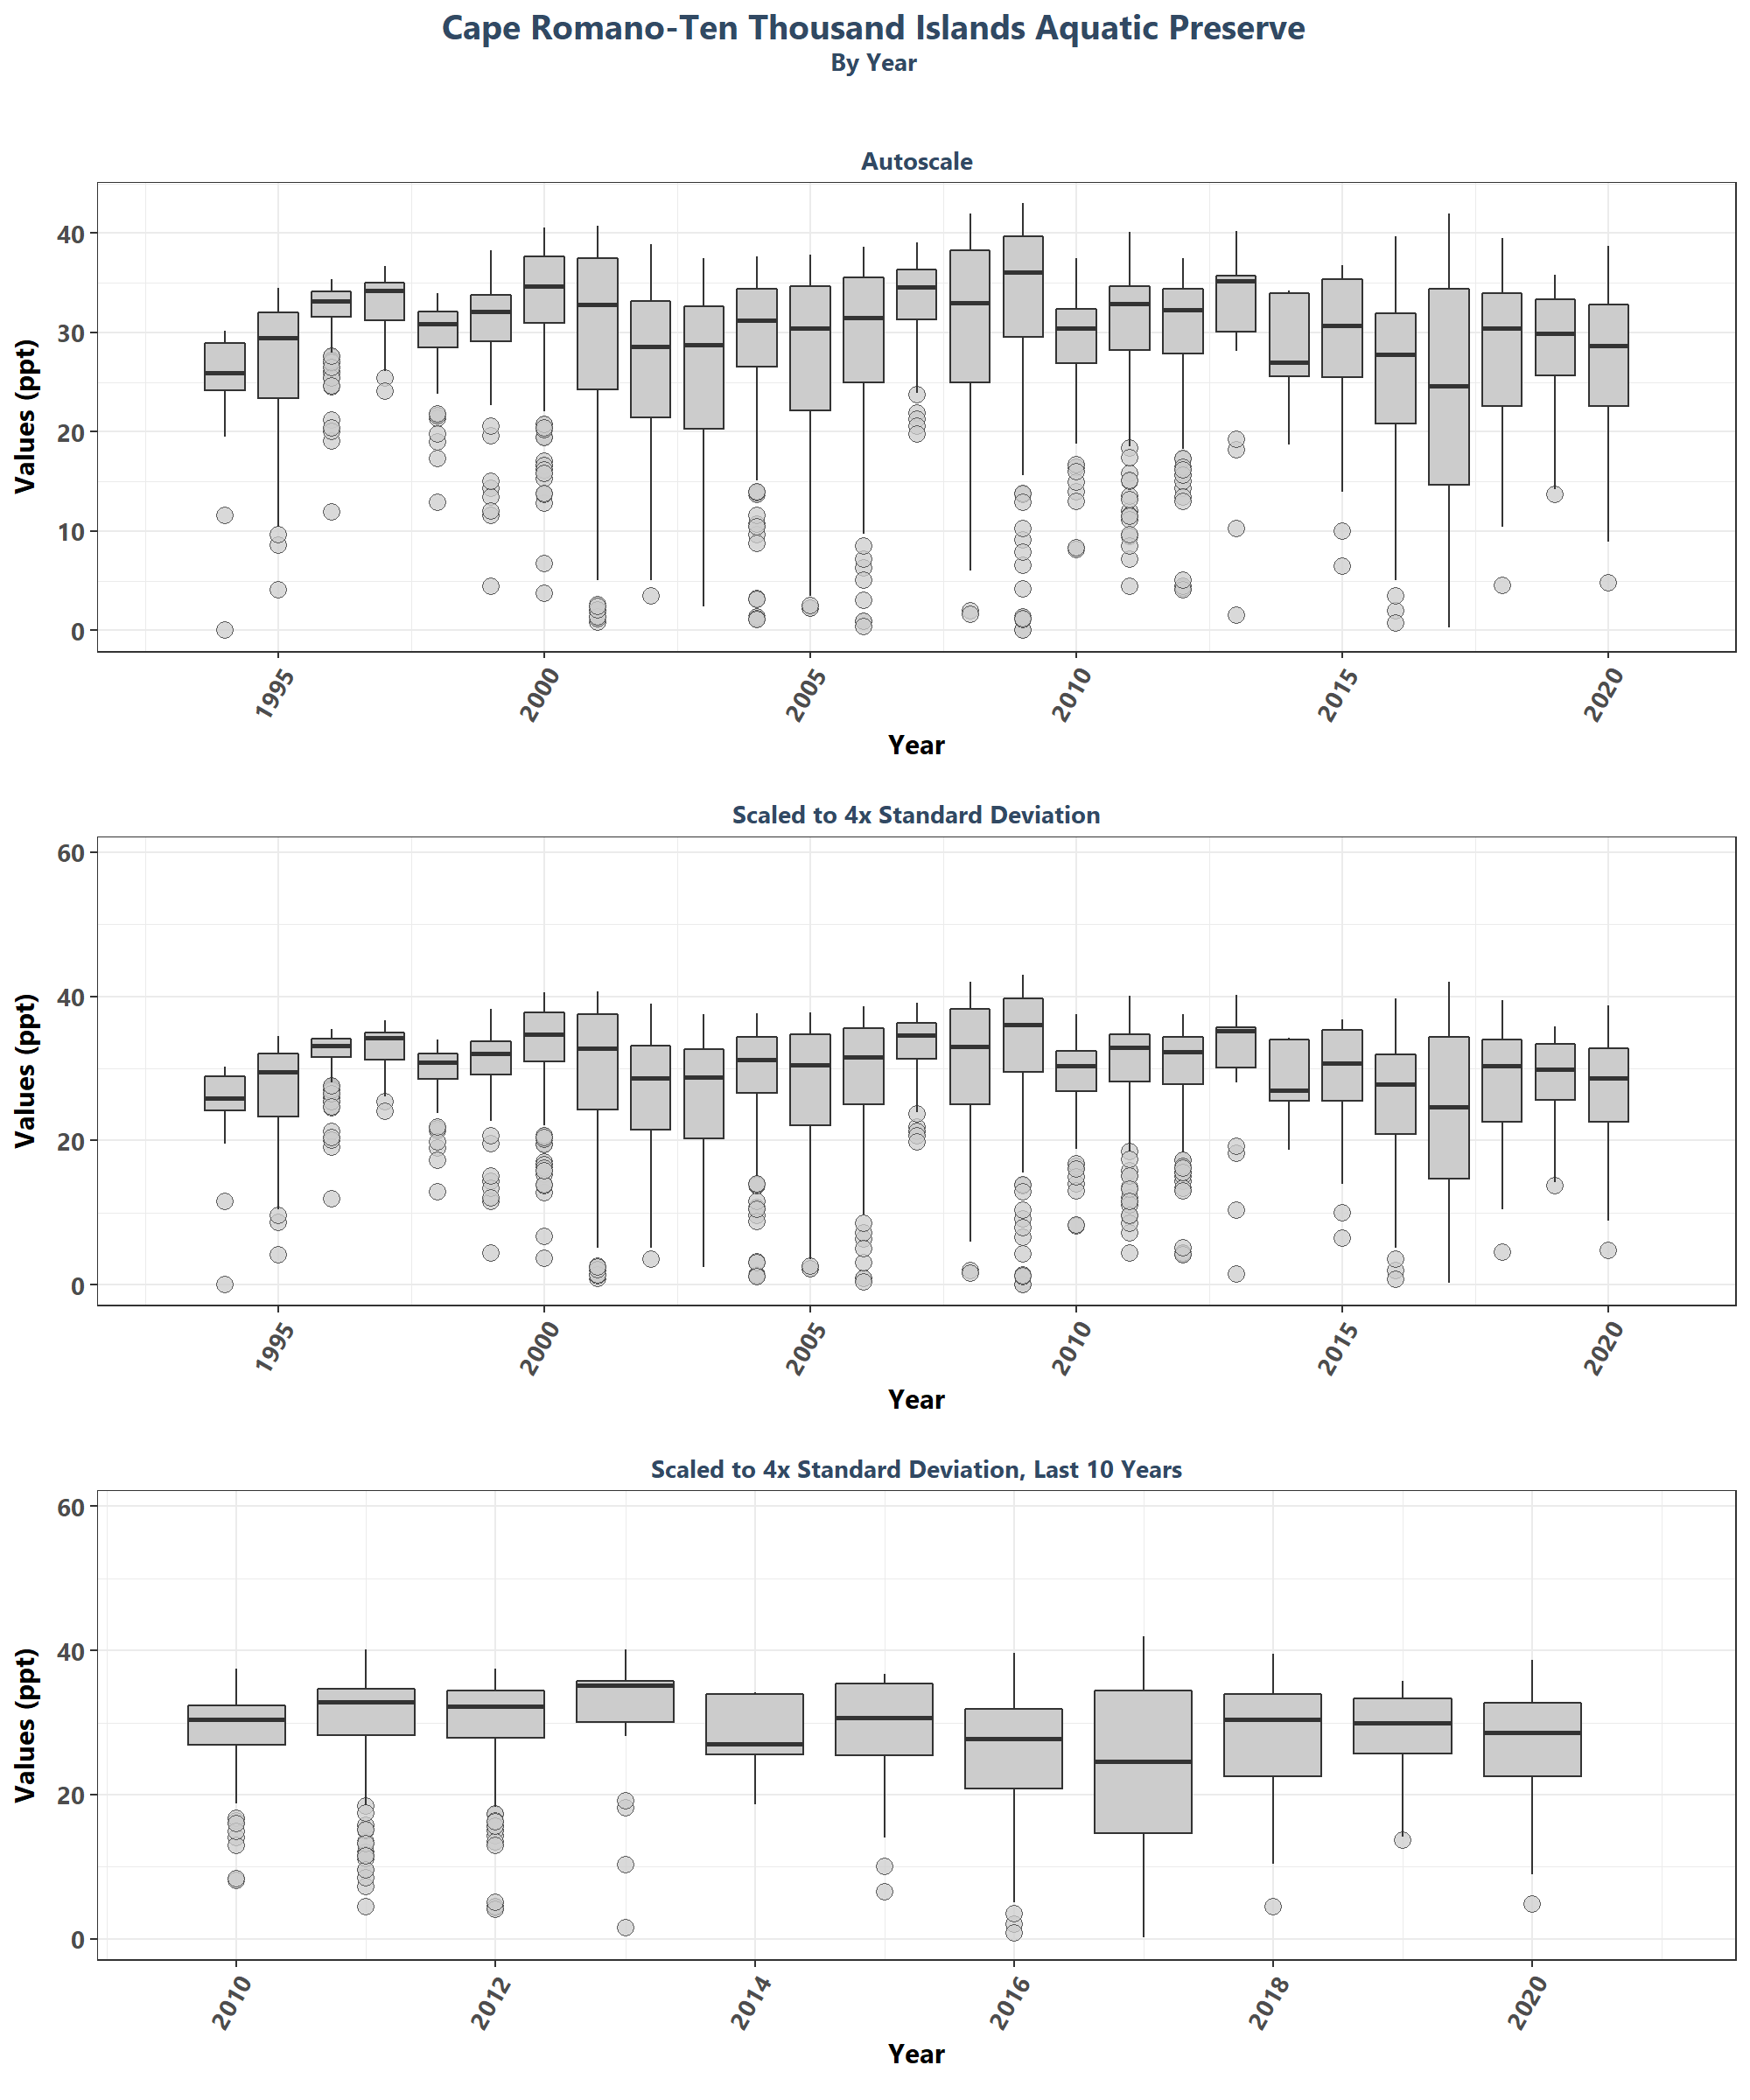 Cape Romano-Ten Thousand Islands Aquatic Preserve
By Year
Autoscale
Values (ppt)
40
30
20
10
0
1995 2000 2005 2010 2015 2020
Year
Scaled to 4x Standard Deviation
Values (ppt)
60
40
20
0
1995 2000 2005 2010 2015 2020
Year
Scaled to 4x Standard Deviation, Last 10 Years
Values (ppt)
60
40
20
0
2010 2012 2014 2016 2018 2020
Year